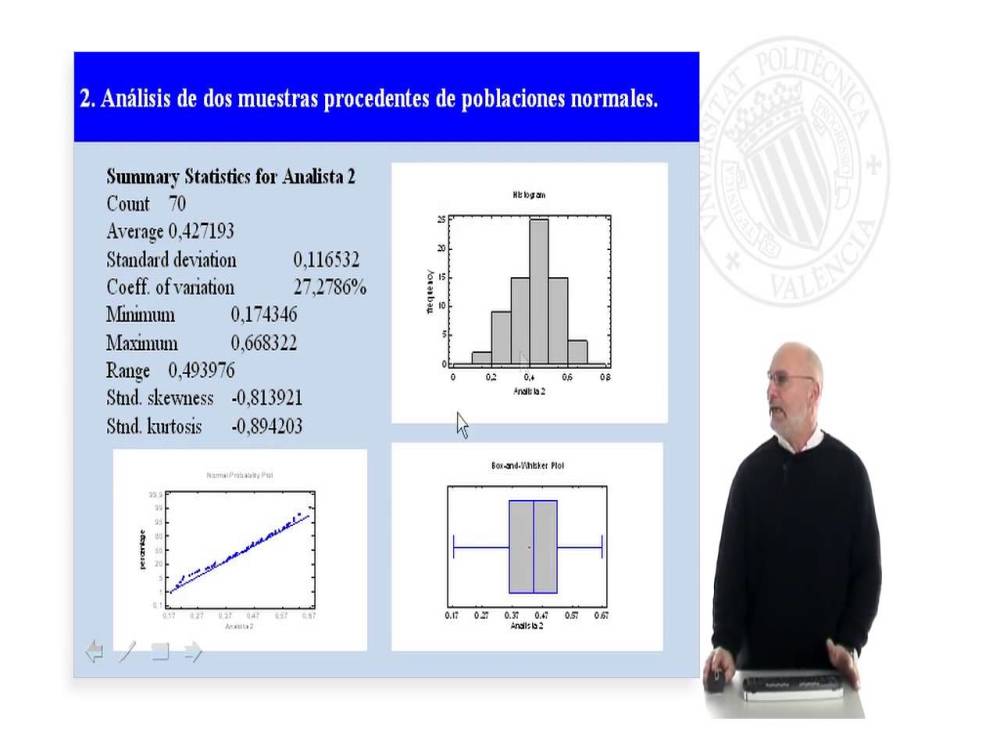 2. Análisis de dos muestras procedentes de poblaciones normales.
Summary Statistics for Analista 2
Count 70
Average 0,427193
Standard deviation 0,116532
Coeff. of variation 27,2786%
Minimum 0,174346
Maximum 0,668322
Range 0,493976
Stnd. skewness -0,813921
Stnd. kurtosis -0,894203
Histogram
frequency
25
20
15
10
5
0
0 0,2 0,4 0,6 0,8
Analista 2
Normal Probability Plot
percentage
99,9
99
95
80
50
20
5
1
0,1
0,17 0,27 0,37 0,47 0,57 0,67
Analista 2
Box-and-Whisker Plot
0,17 0,27 0,37 0,47 0,57 0,67
Analista 2
UNIVERSITAT POLITÈCNICA
VALÈNCIA